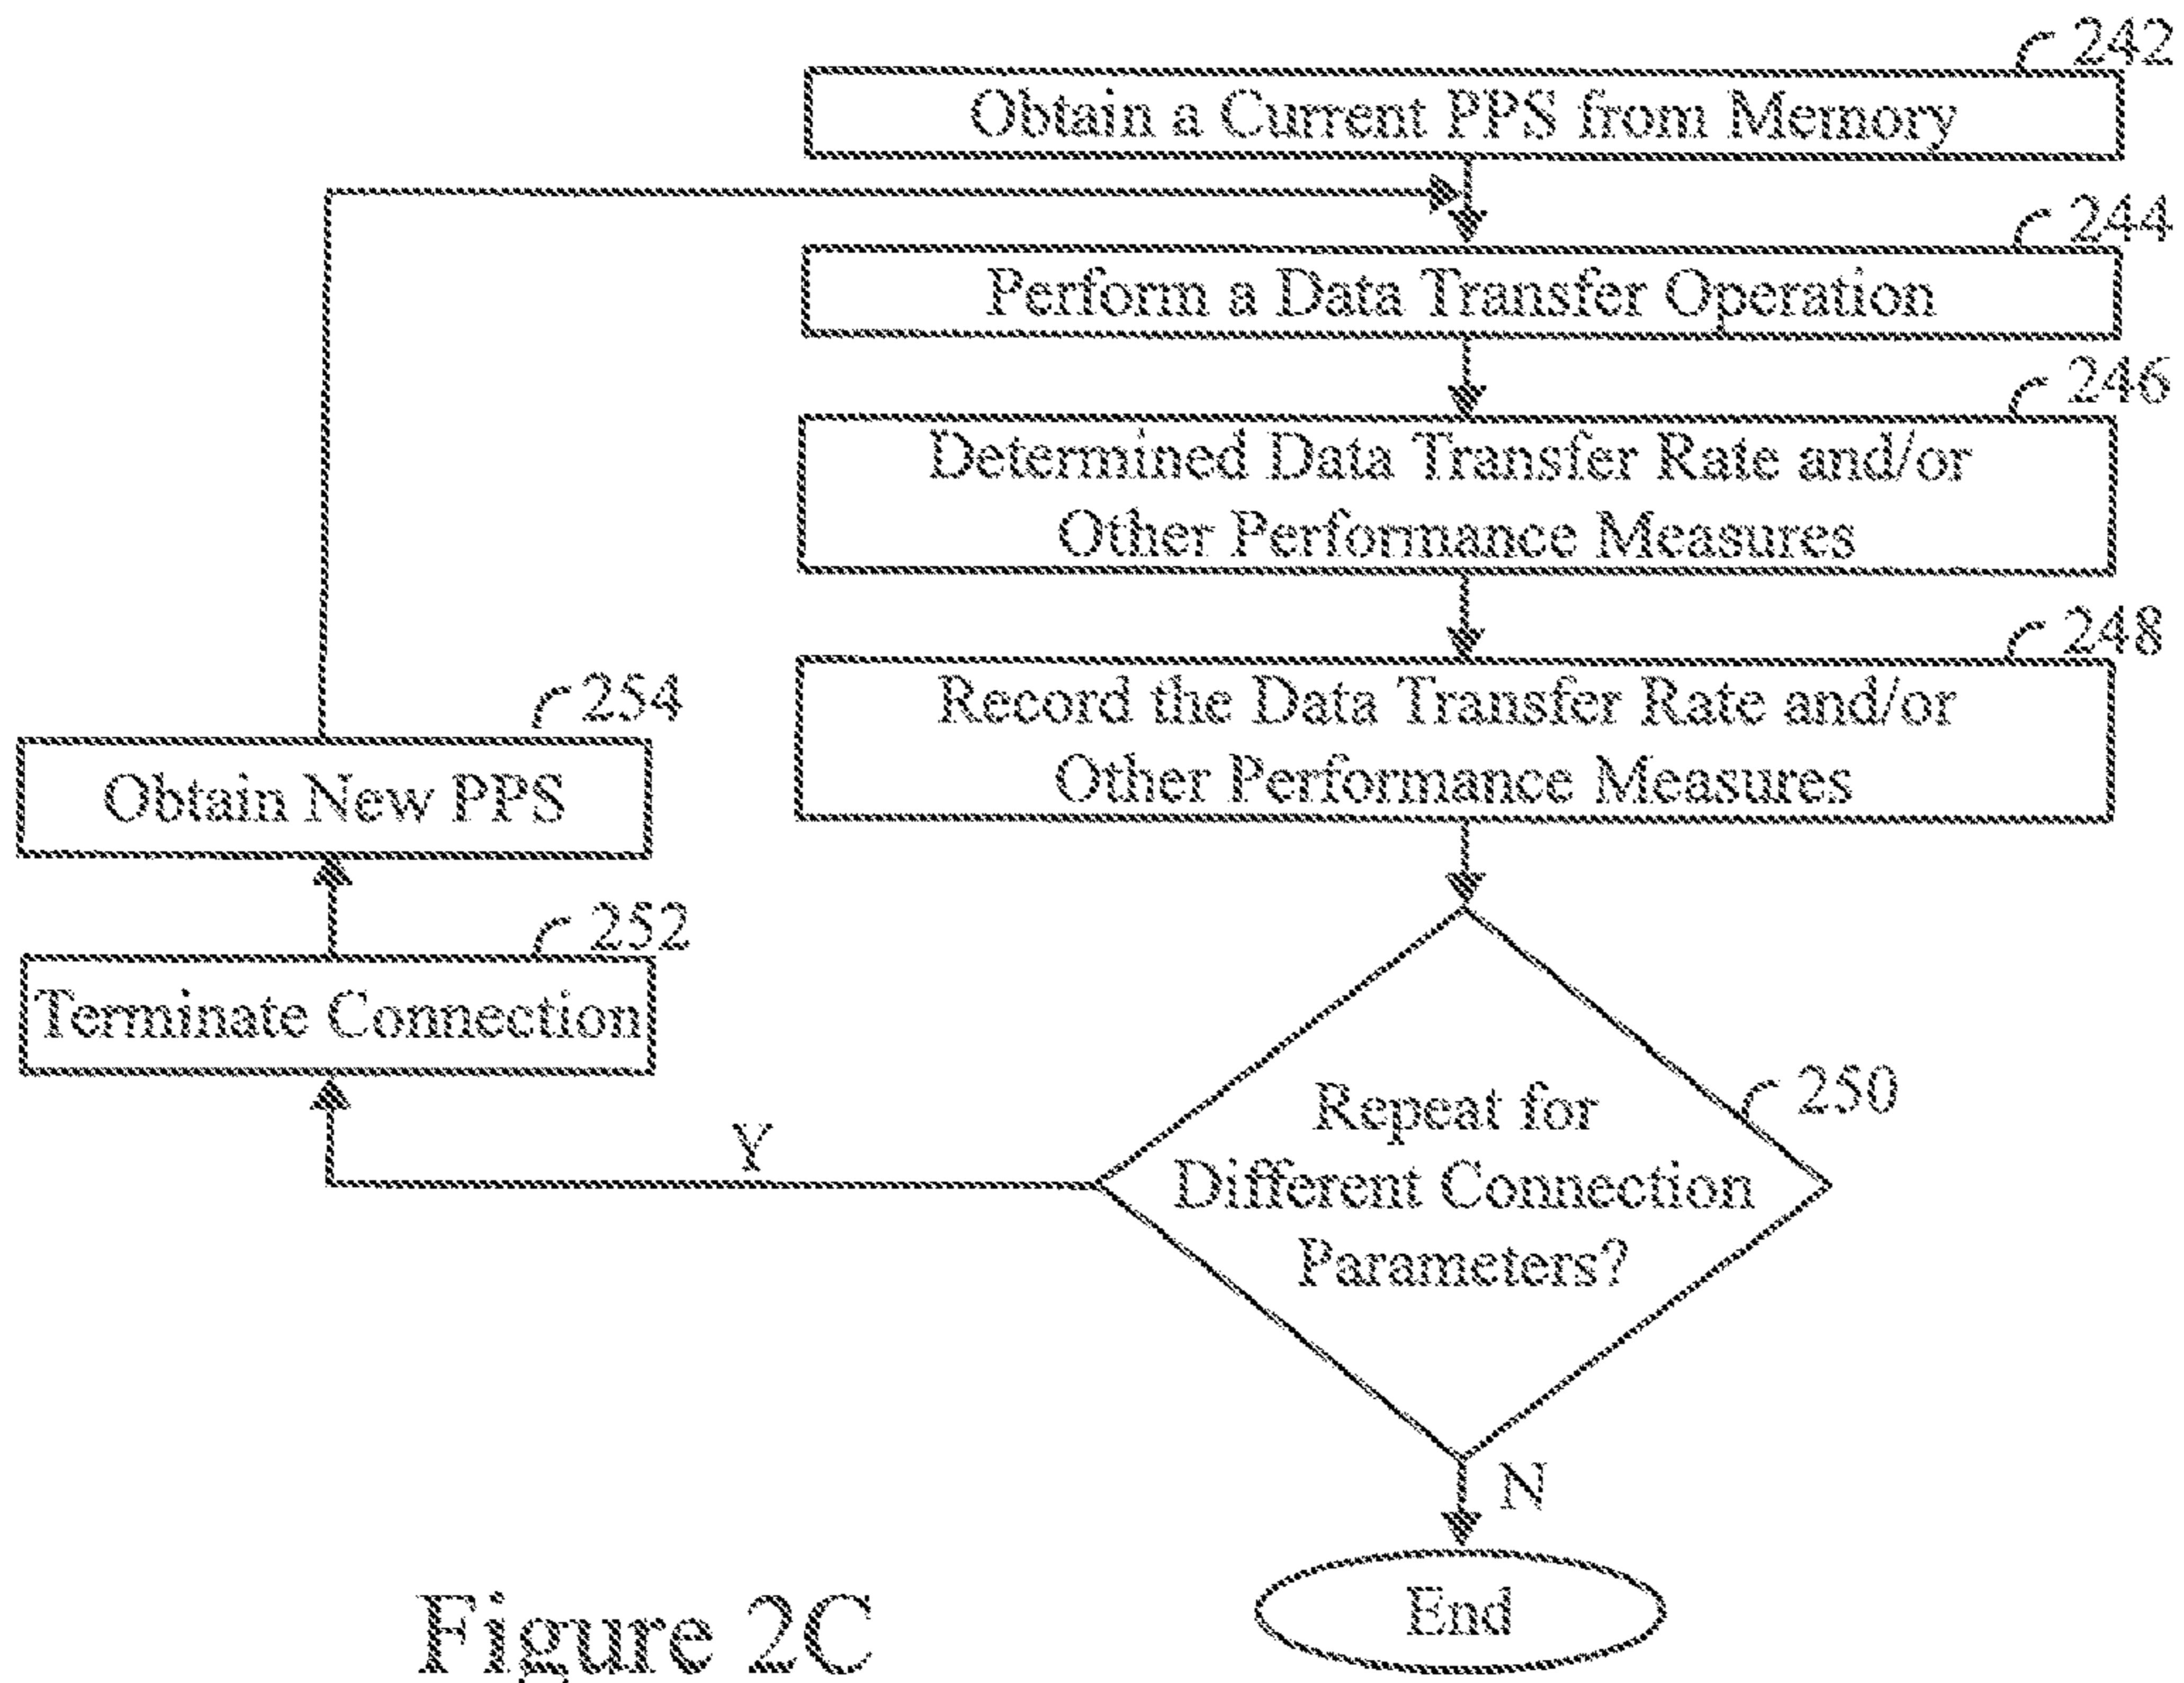 242
Obtain a Current PPS from Memory
244
Perform a Data Transfer Operation
246
Determined Data Transfer Rate and/or
Other Performance Measures
248
Record the Data Transfer Rate and/or
Other Performance Measures
254
Obtain New PPS
252
Terminate Connection
250
Repeat for
Different Connection
Parameters?
Y
N
End
Figure 2C